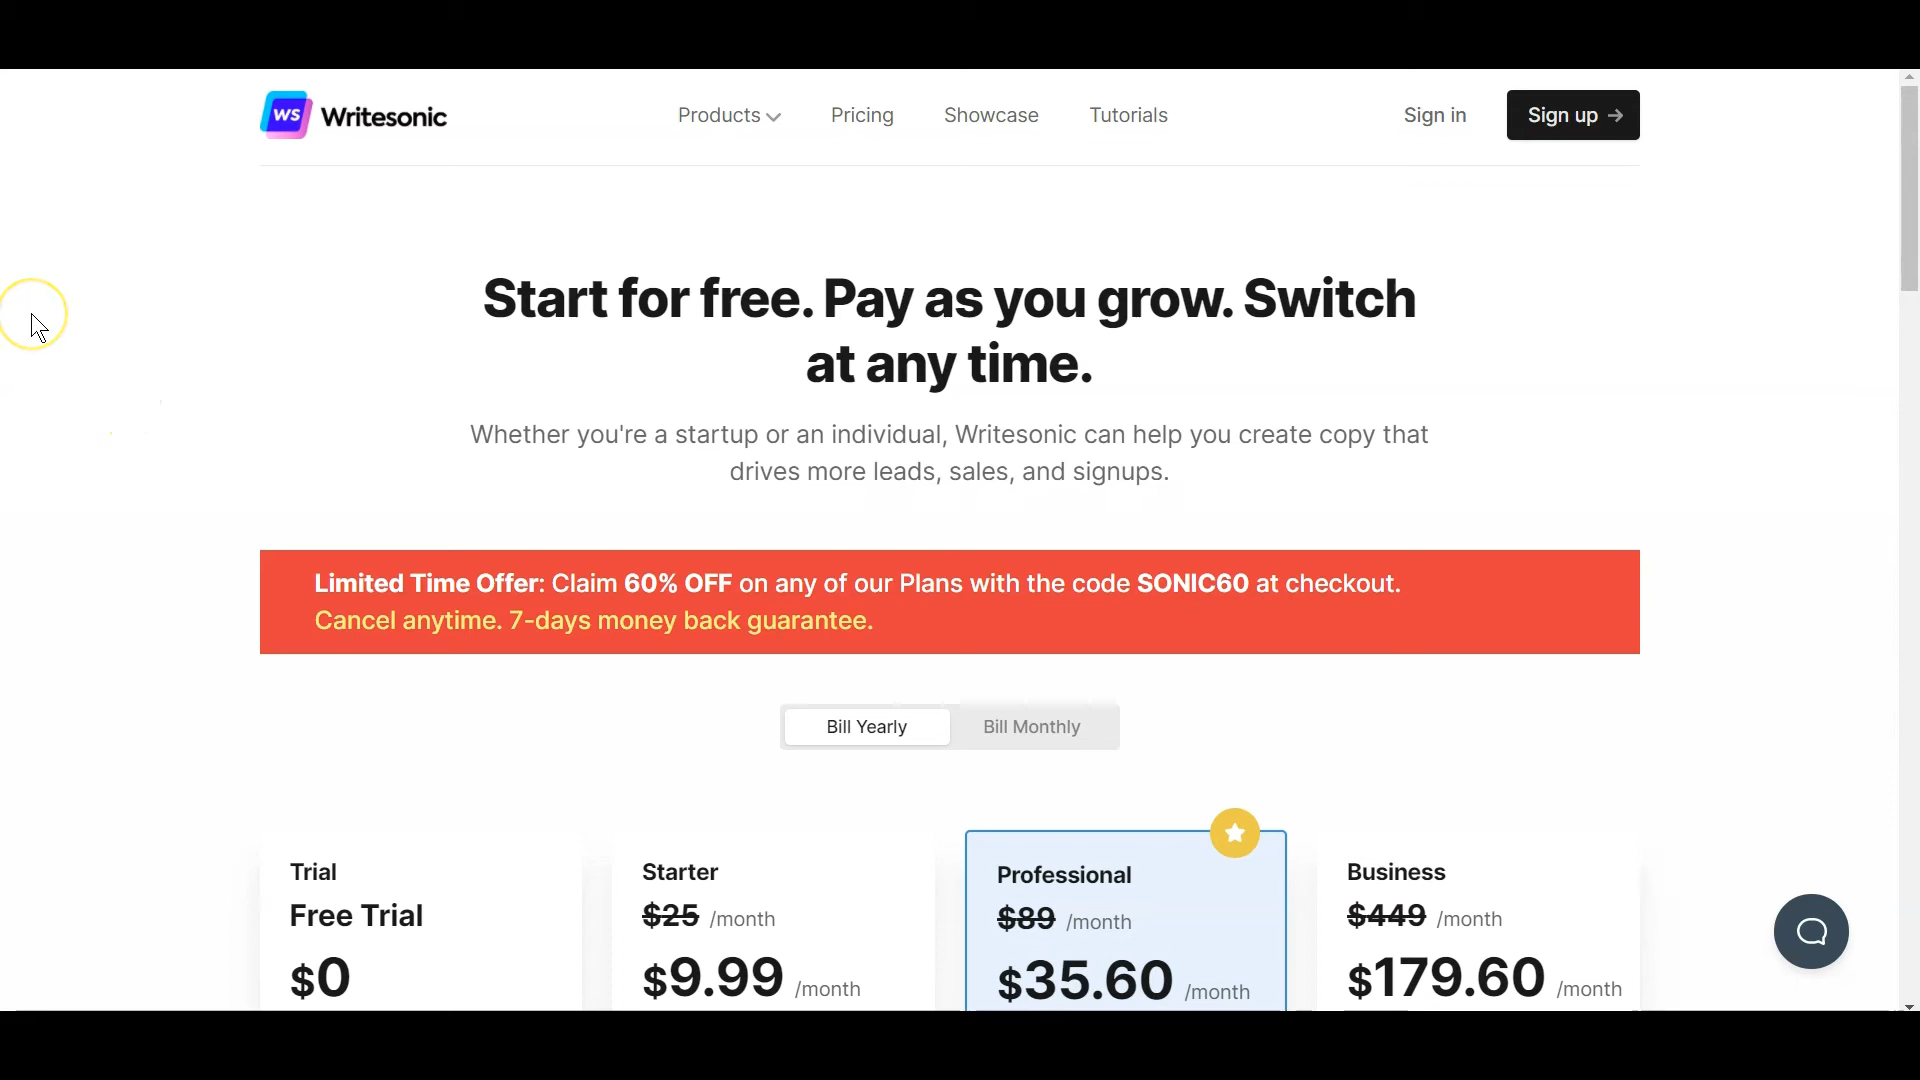 WS Writesonic
Products Pricing Showcase Tutorials Sign in Sign up →
Start for free. Pay as you grow. Switch
at any time.
Whether you're a startup or an individual, Writesonic can help you create copy that
drives more leads, sales, and signups.
Limited Time Offer: Claim 60% OFF on any of our Plans with the code SONIC60 at checkout.
Cancel anytime. 7-days money back guarantee.
Bill Yearly Bill Monthly
Trial
Free Trial
$0
Starter
$25 /month
$9.99 /month
Professional
$89 /month
$35.60 /month
Business
$449 /month
$179.60 /month